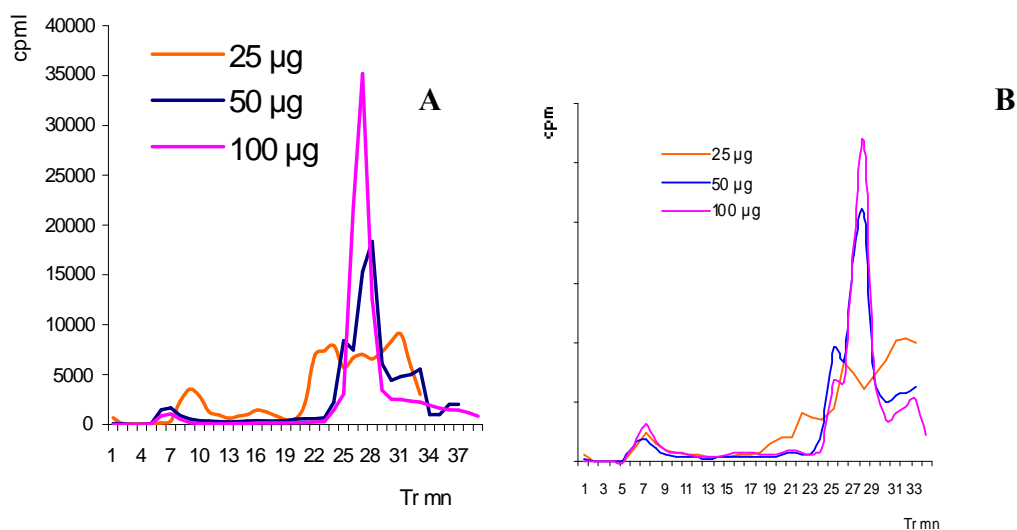 cpml
40000
35000
30000
25000
20000
15000
10000
5000
0
25 µg
50 µg
100 µg
A
1 4 7 10 13 16 19 22 25 28 31 34 37
Tr mn
B
cpm
25 µg
50 µg
100 µg
1 3 5 7 9 11 13 15 17 19 21 23 25 27 29 31 33
Tr mn